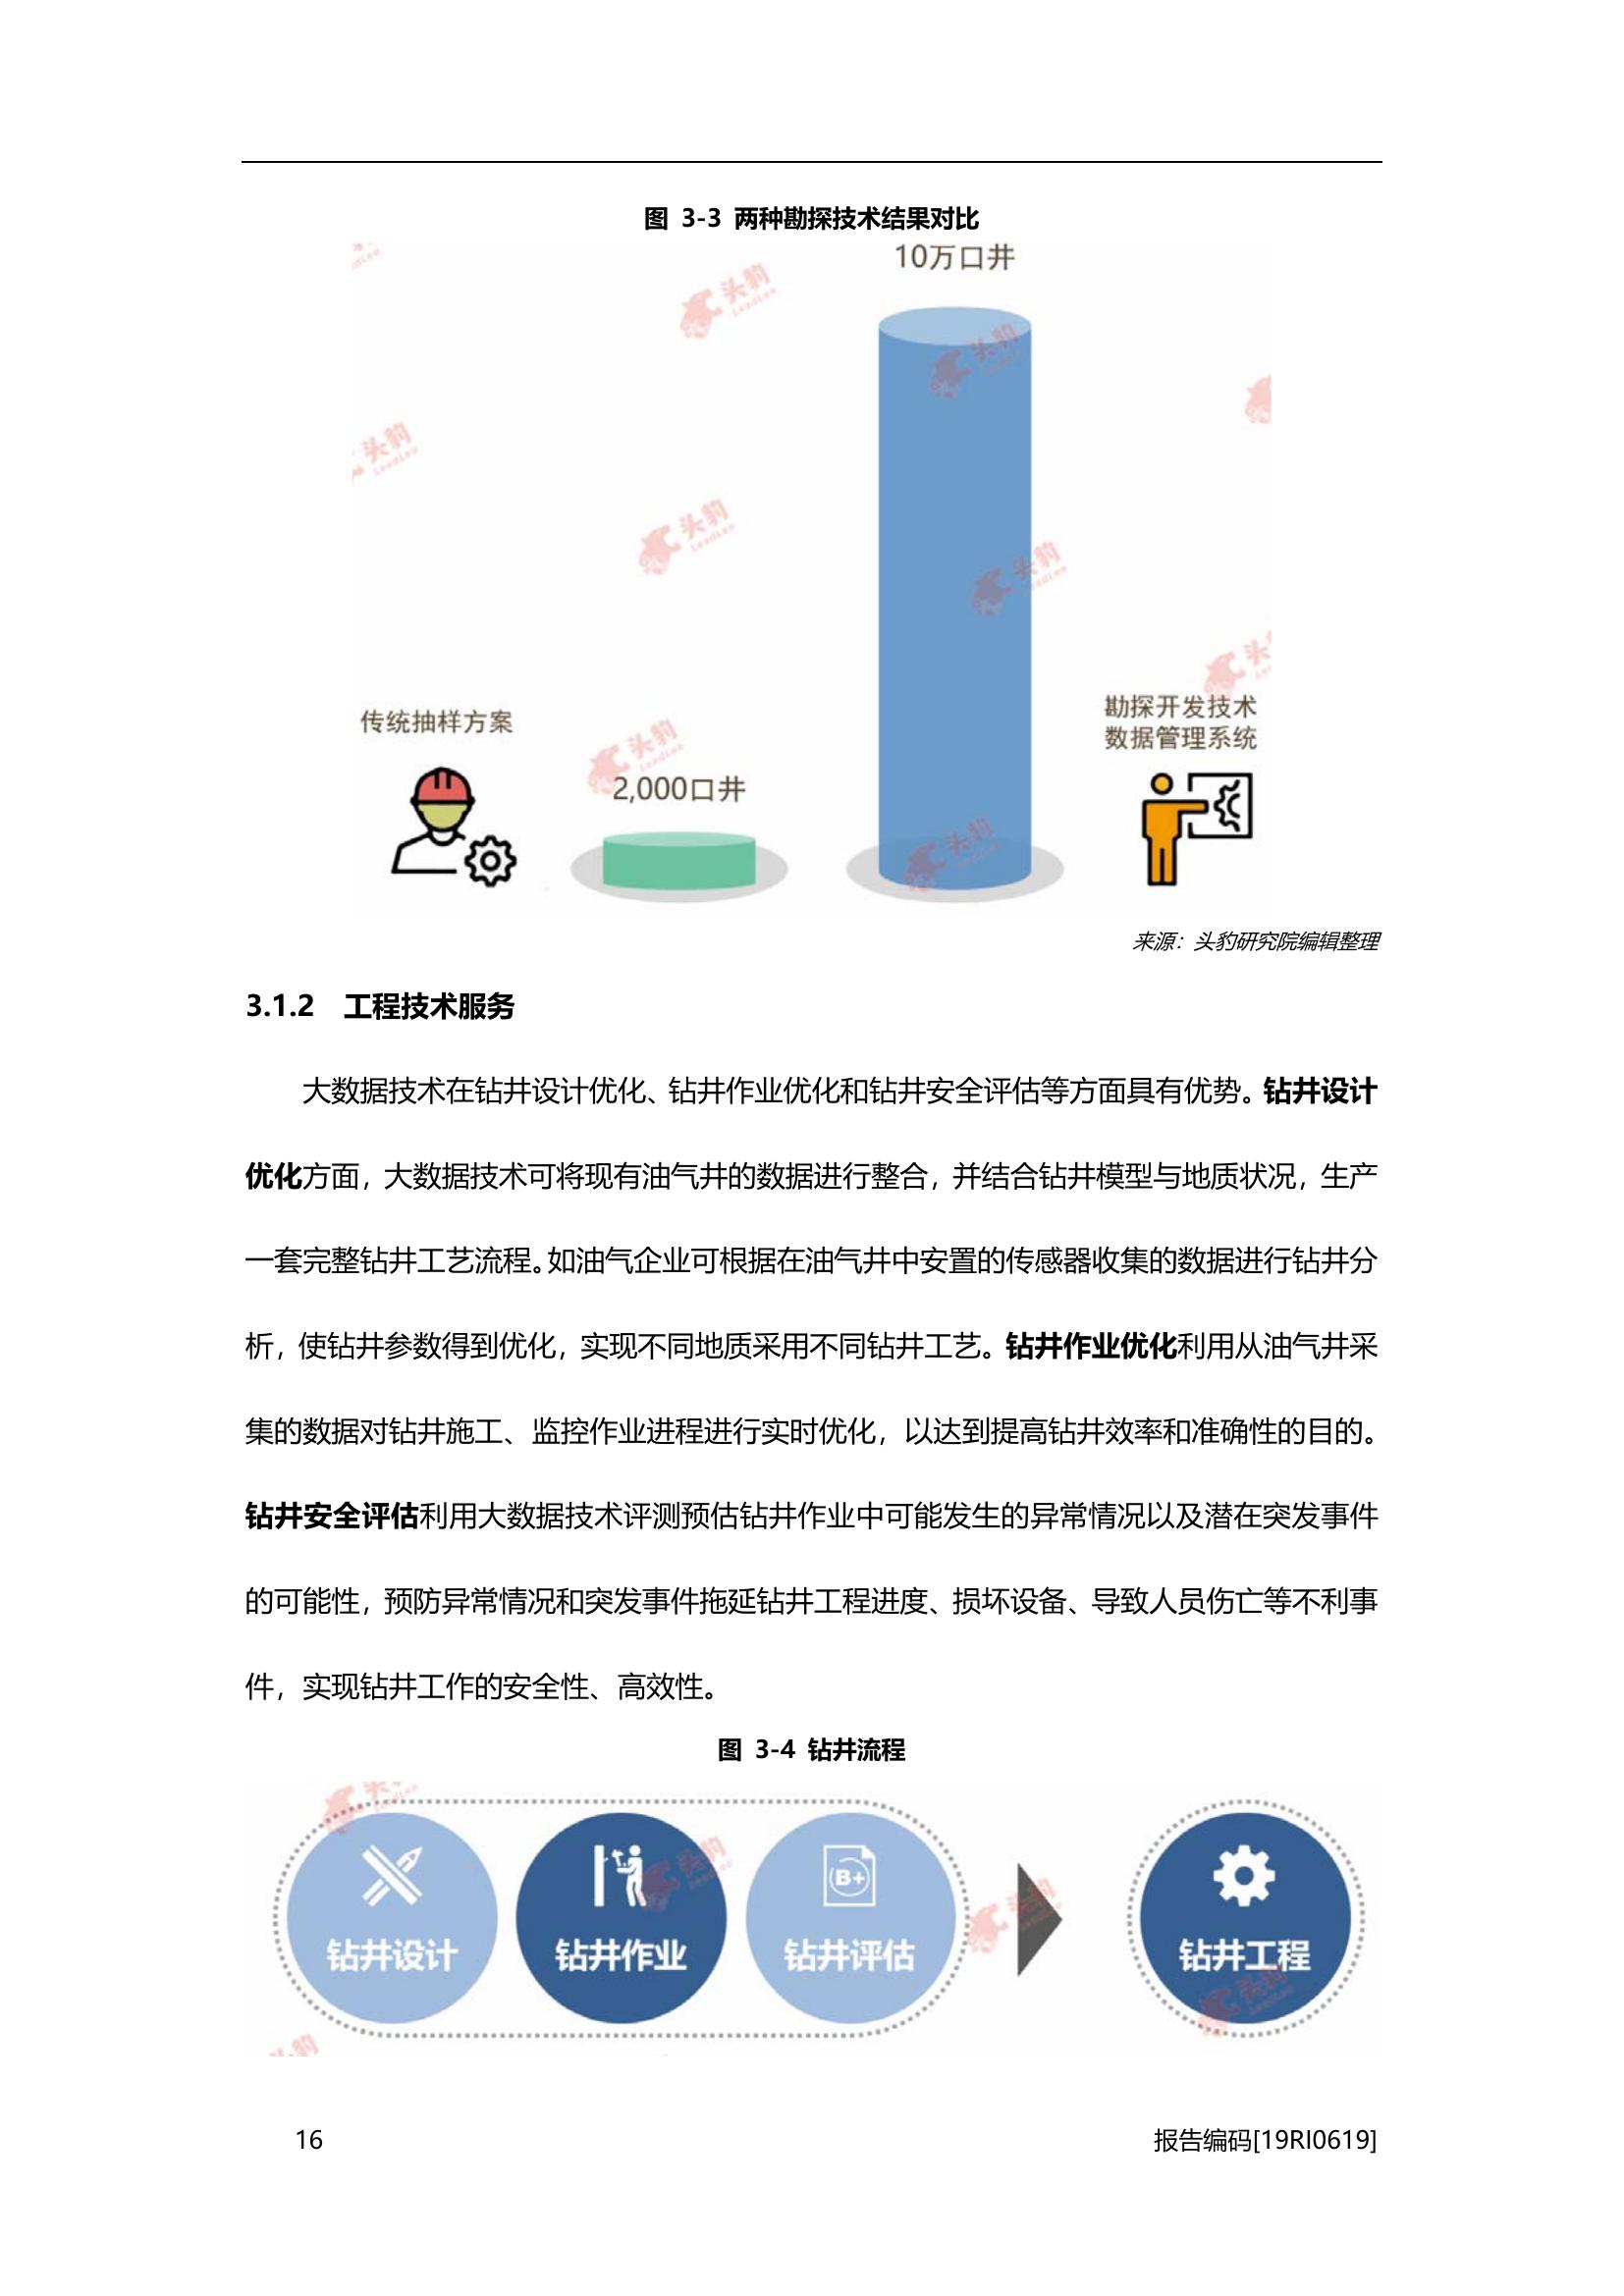 图 3-3 两种勘探技术结果对比
10万口井
传统抽样方案
2,000口井
勘探开发技术
数据管理系统
来源：头豹研究院编辑整理
3.1.2 工程技术服务
大数据技术在钻井设计优化、钻井作业优化和钻井安全评估等方面具有优势。钻井设计
优化方面，大数据技术可将现有油气井的数据进行整合，并结合钻井模型与地质状况，生产
一套完整钻井工艺流程。如油气企业可根据在油气井中安置的传感器收集的数据进行钻井分
析，使钻井参数得到优化，实现不同地质采用不同钻井工艺。钻井作业优化利用从油气井采
集的数据对钻井施工、监控作业进程进行实时优化，以达到提高钻井效率和准确性的目的。
钻井安全评估利用大数据技术评测预估钻井作业中可能发生的异常情况以及潜在突发事件
的可能性，预防异常情况和突发事件拖延钻井工程进度、损坏设备、导致人员伤亡等不利事
件，实现钻井工作的安全性、高效性。
图 3-4 钻井流程
B+
钻井设计
钻井作业
钻井评估
钻井工程
头豹
LeadLeo
16
报告编码[19RI0619]